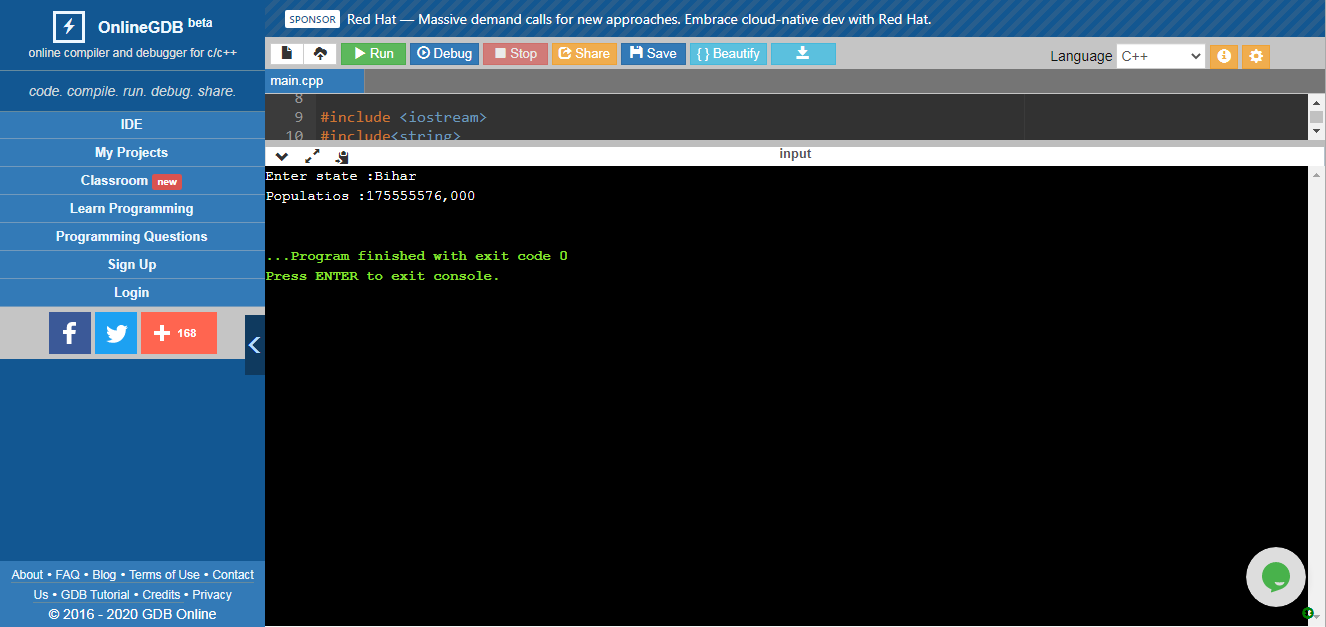 OnlineGDB beta
online compiler and debugger for c/c++
code. compile. run. debug. share.
IDE
My Projects
Classroom new
Learn Programming
Programming Questions
Sign Up
Login
168
About • FAQ • Blog • Terms of Use • Contact
Us • GDB Tutorial • Credits • Privacy
© 2016 - 2020 GDB Online
SPONSOR Red Hat — Massive demand calls for new approaches. Embrace cloud-native dev with Red Hat.
Run Debug Stop Share Save { } Beautify Language C++
main.cpp
8
9 #include <iostream>
10 #include<string>
input
Enter state :Bihar
Populatios :175555576,000
...Program finished with exit code 0
Press ENTER to exit console.